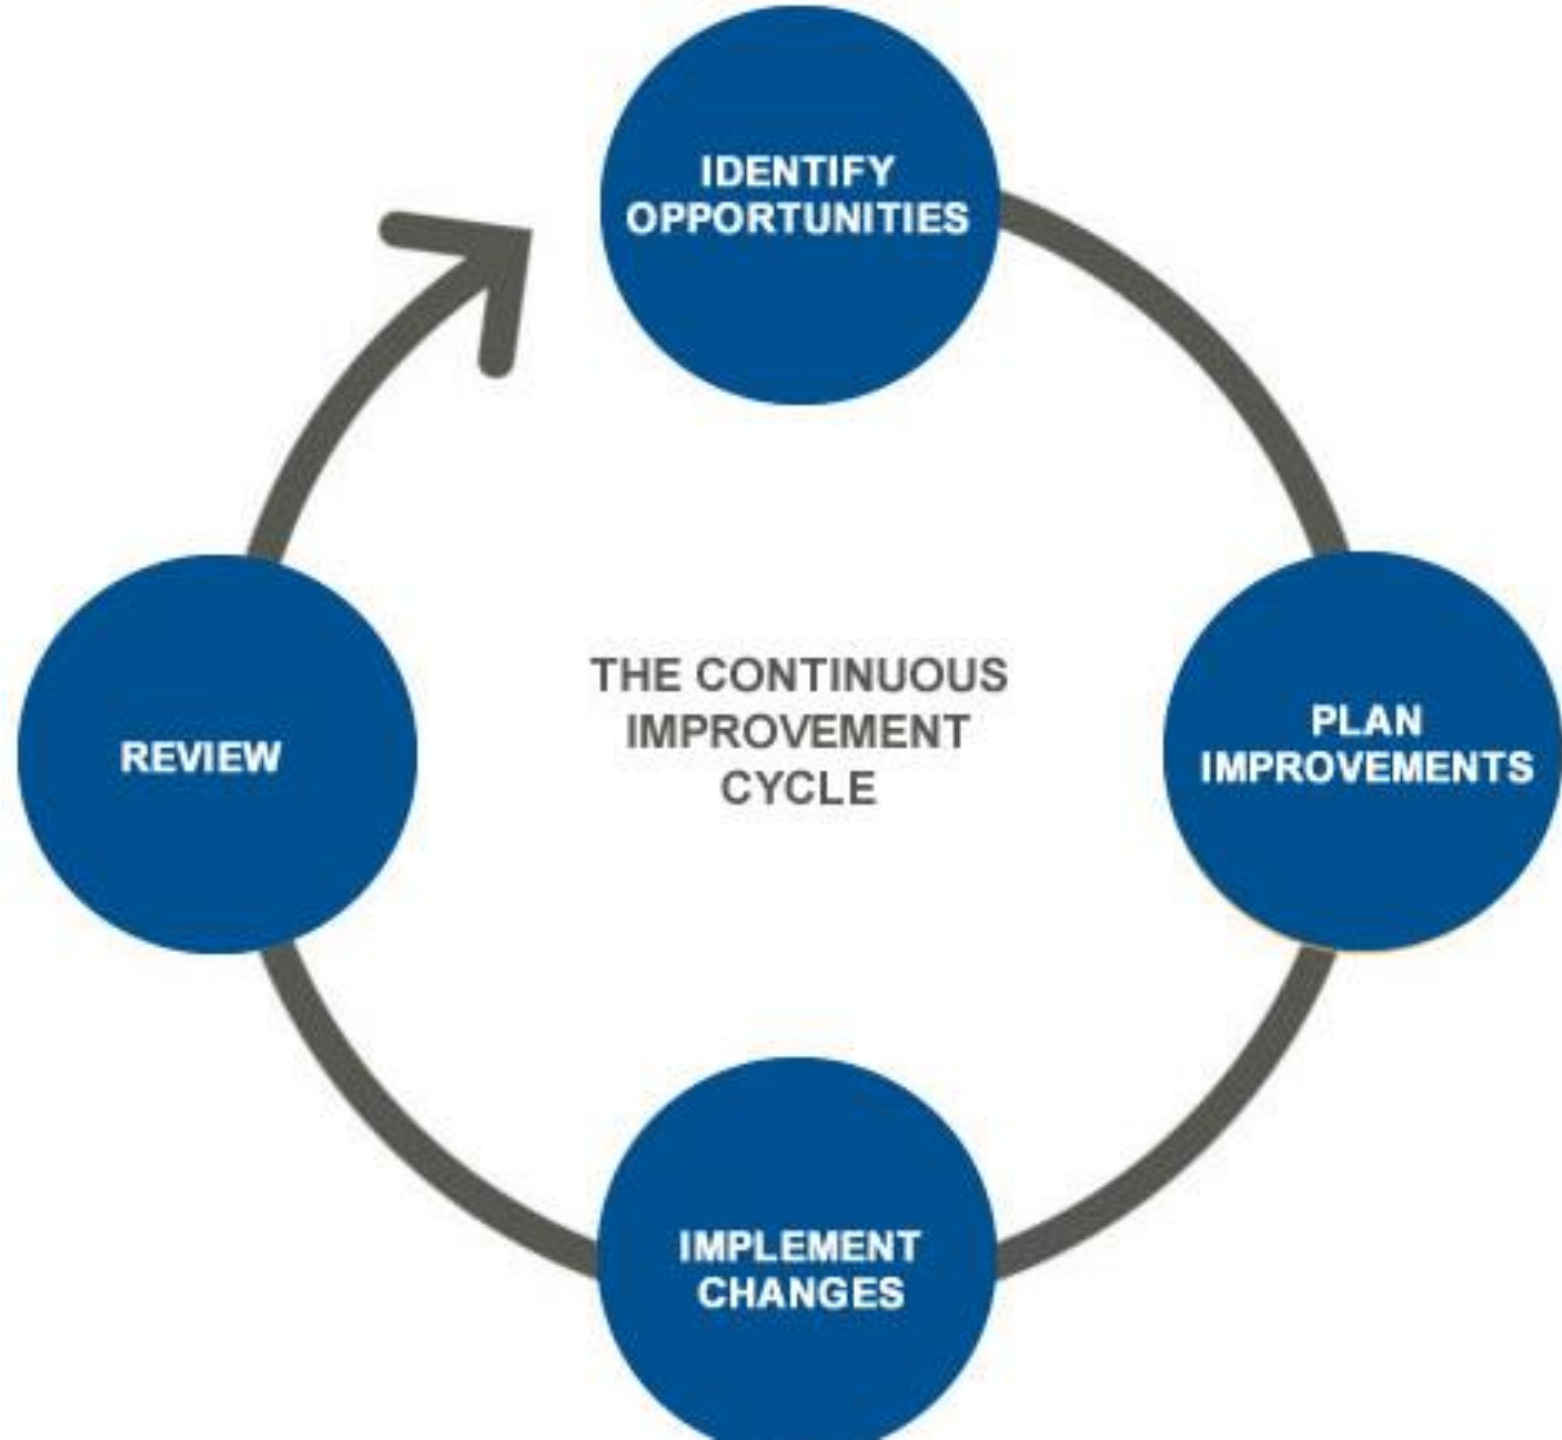 IDENTIFY
OPPORTUNITIES
PLAN
IMPROVEMENTS
IMPLEMENT
CHANGES
REVIEW
THE CONTINUOUS
IMPROVEMENT
CYCLE